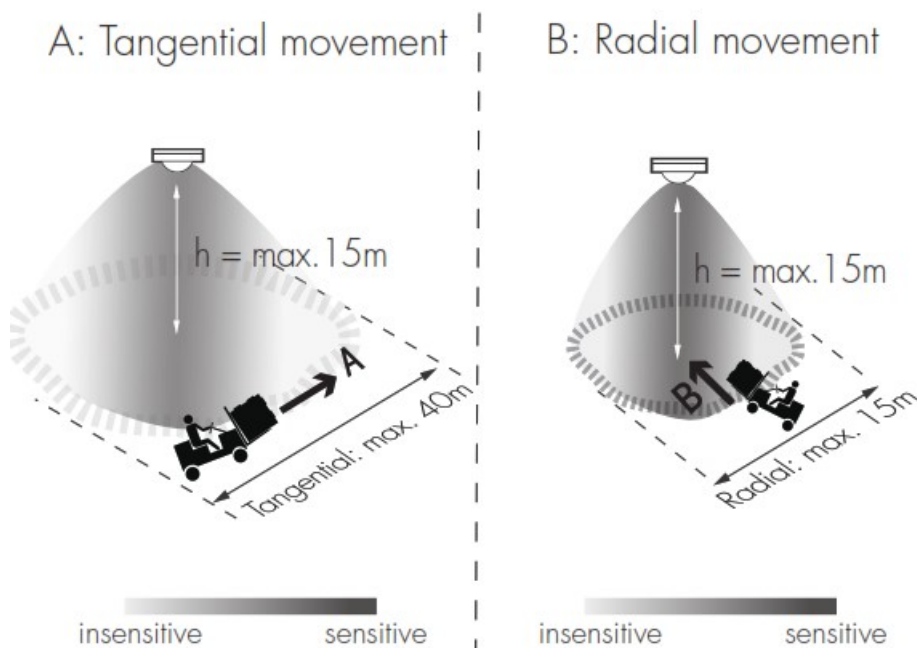 A: Tangential movement
h = max.15m
A
Tangential: max. 40m
insensitive sensitive
B: Radial movement
h = max.15m
B
Radial: max. 15m
insensitive sensitive